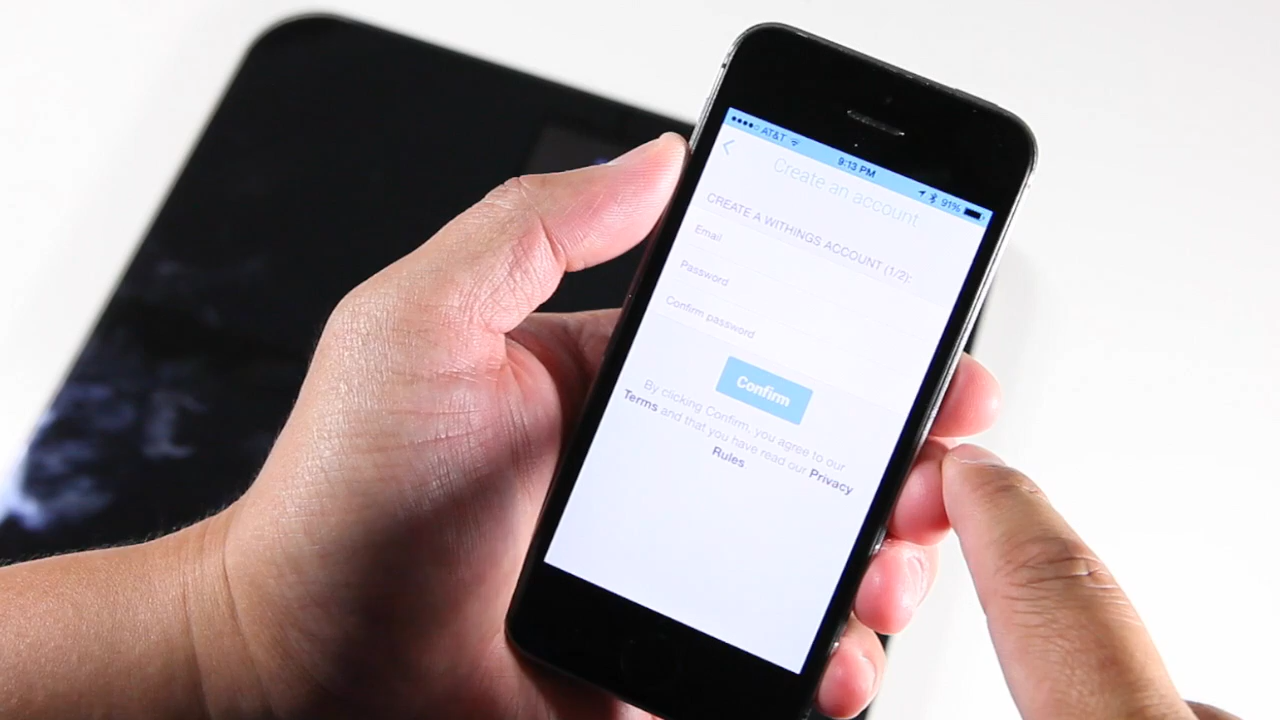 AT&T 9:13 PM 91%
Create an account
CREATE A WITHINGS ACCOUNT (1/2):
Email
Password
Confirm password
Confirm
By clicking Confirm, you agree to our
Terms and that you have read our Privacy
Rules